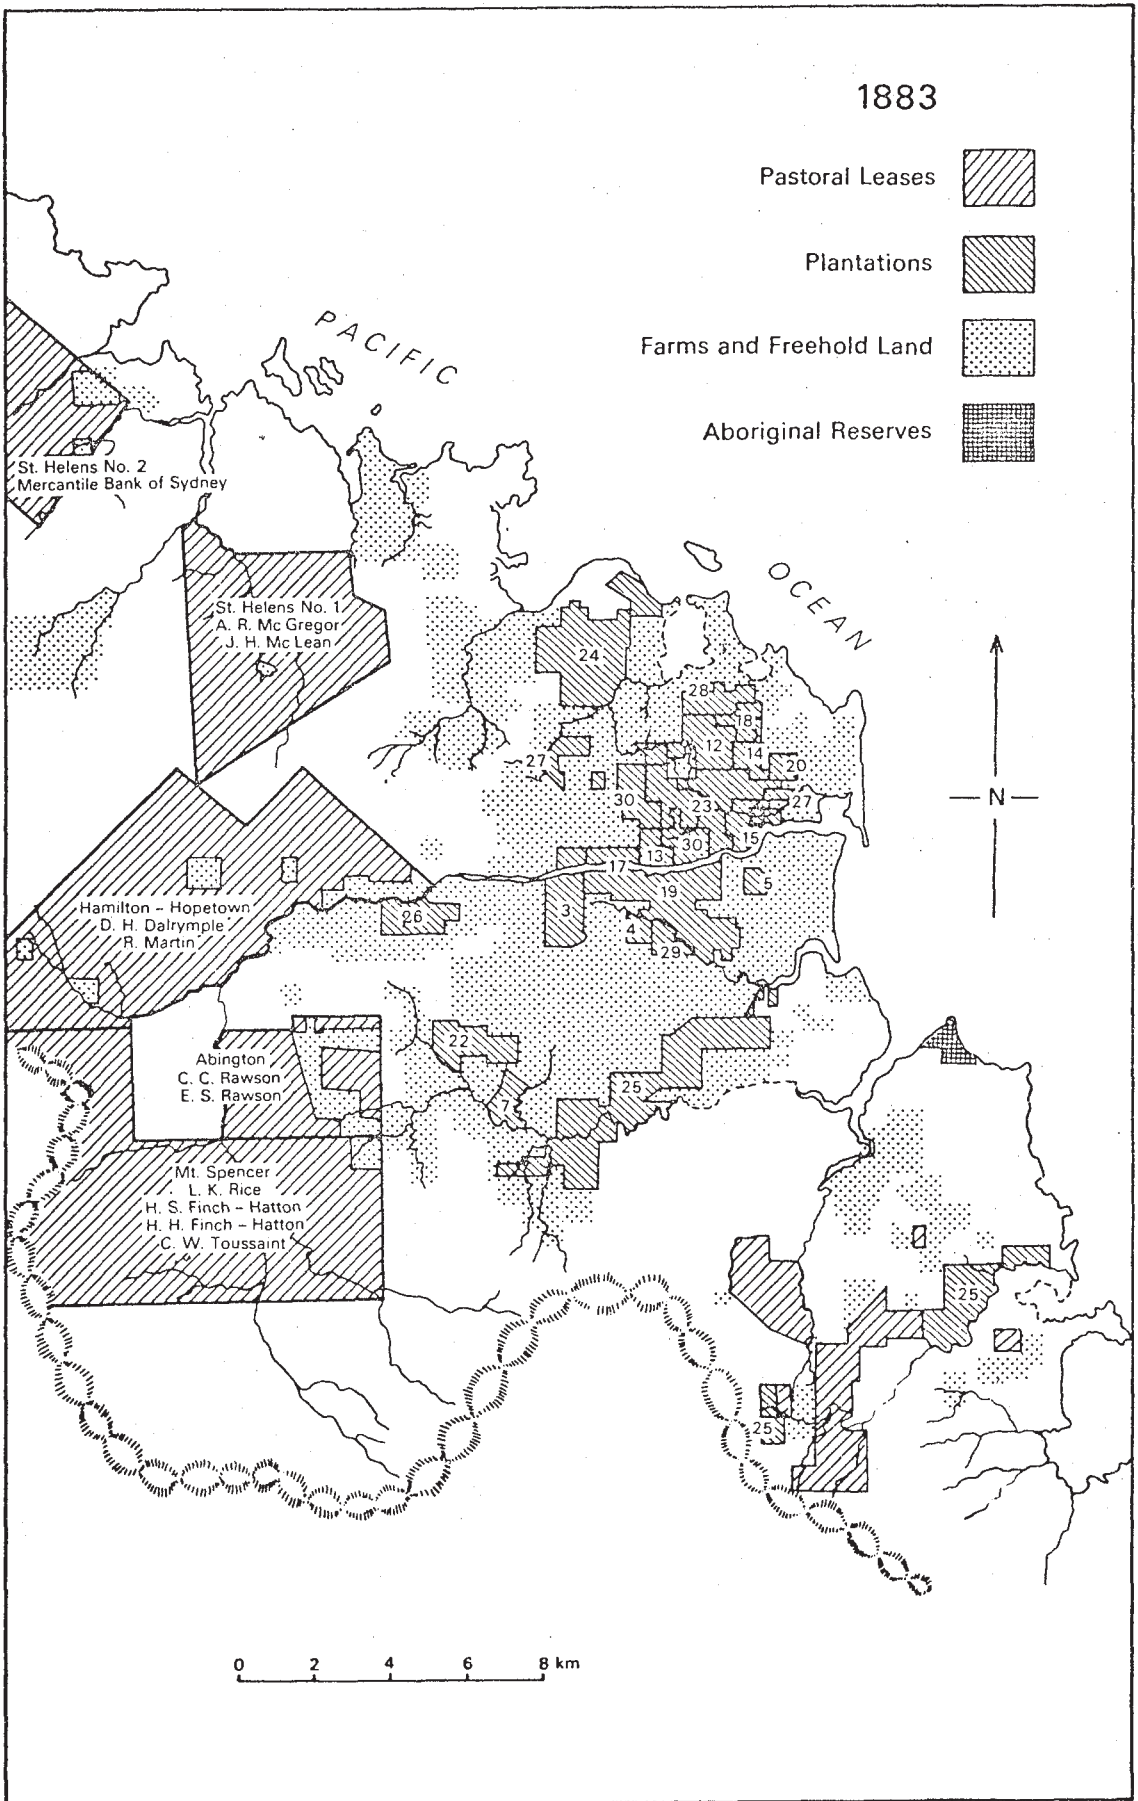 1883
Pastoral Leases
Plantations
Farms and Freehold Land
Aboriginal Reserves
PACIFIC
OCEAN
St. Helens No. 2
Mercantile Bank of Sydney
St. Helens No. 1
A. R. Mc Gregor
J. H. Mc Lean
24
28
18
12
14
20
27
30
23
27
15
30
13
17
N
Hamilton – Hopetown
D. H. Dalrymple
R. Martin
26
3
19
5
4
29
Abington
C. C. Rawson
E. S. Rawson
22
25
7
Mt. Spencer
L. K. Rice
H. S. Finch – Hatton
H. H. Finch – Hatton
C. W. Toussaint
25
25
0 2 4 6 8 km